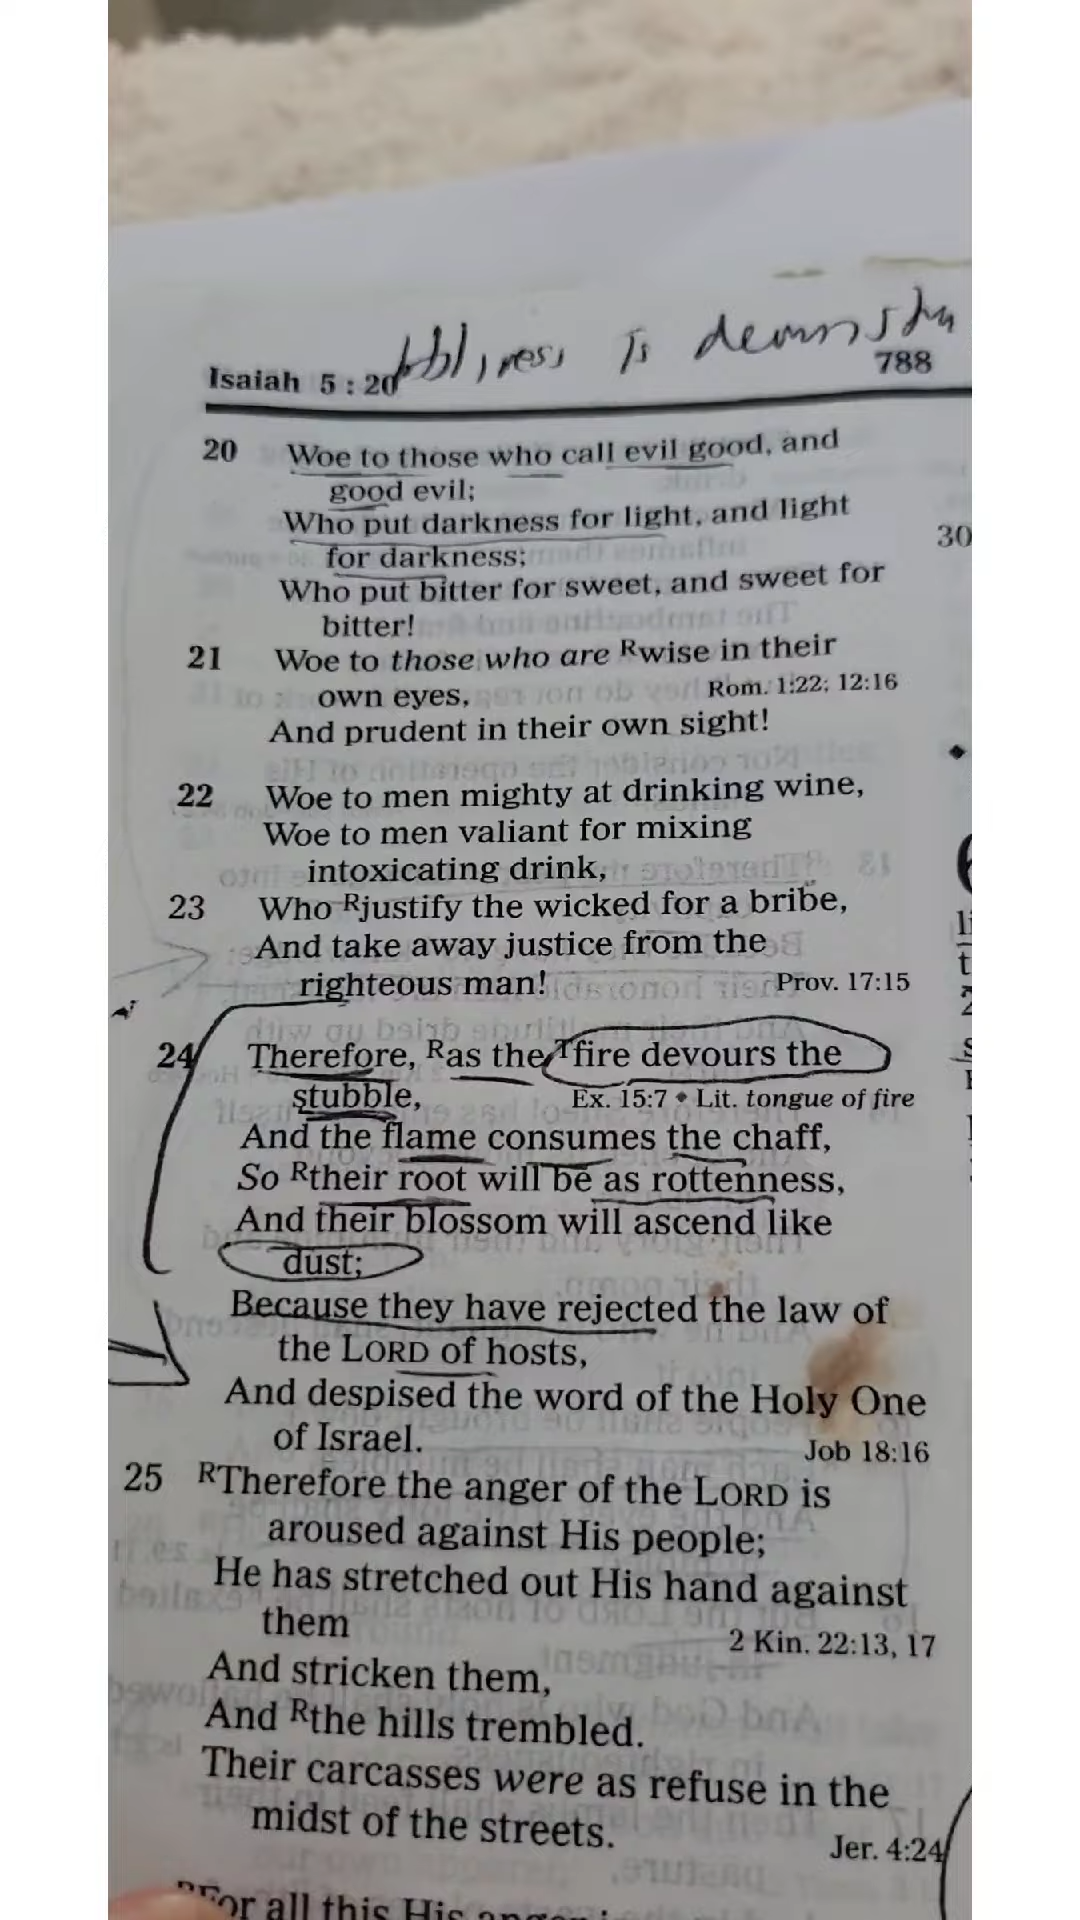 Isaiah 5 : 20
is
788
20 Woe to those who call evil good, and
good evil;
Who put darkness for light, and light
for darkness;
Who put bitter for sweet, and sweet for
bitter!
21 Woe to those who are Rwise in their
own eyes, Rom. 1:22; 12:16
And prudent in their own sight!
22 Woe to men mighty at drinking wine,
Woe to men valiant for mixing
intoxicating drink,
23 Who Rjustify the wicked for a bribe,
And take away justice from the
righteous man! Prov. 17:15
24 Therefore, Ras the Tfire devours the
stubble, Ex. 15:7 • Lit. tongue of fire
And the flame consumes the chaff,
So Rtheir root will be as rottenness,
And their blossom will ascend like
dust;
Because they have rejected the law of
the LORD of hosts,
And despised the word of the Holy One
of Israel. Job 18:16
25 RTherefore the anger of the LORD is
aroused against His people;
He has stretched out His hand against
them 2 Kin. 22:13, 17
And stricken them,
And Rthe hills trembled.
Their carcasses were as refuse in the
midst of the streets. Jer. 4:24
RFor all this His anger
30